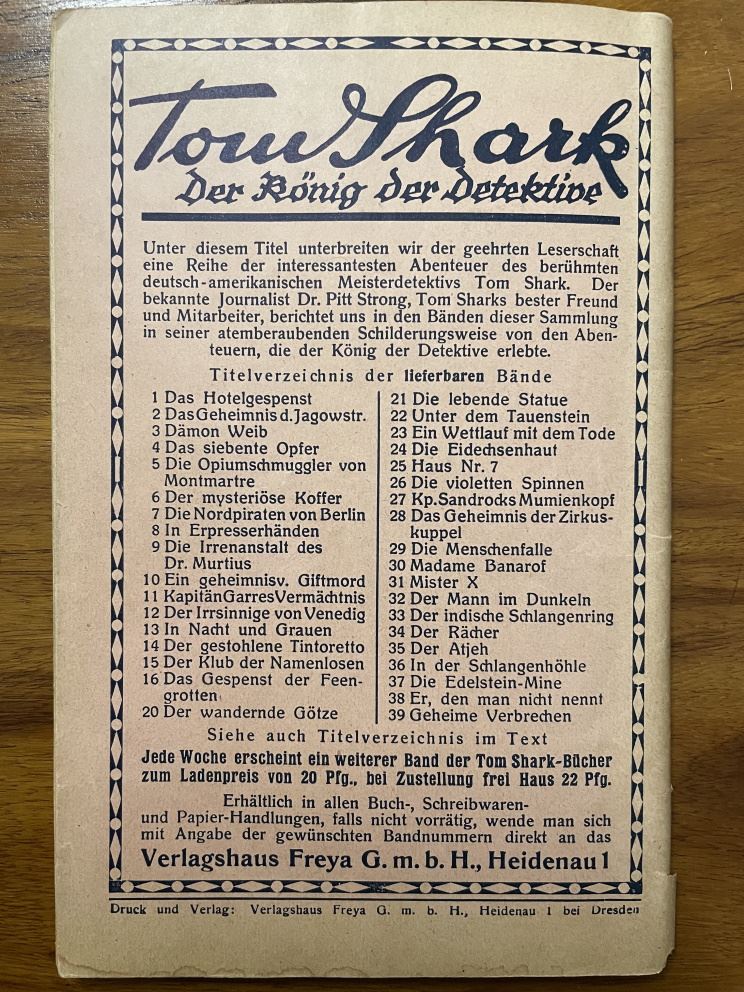 Tom Shark
Der König der Detektive
Unter diesem Titel unterbreiten wir der geehrten Leserschaft
eine Reihe der interessantesten Abenteuer des berühmten
deutsch-amerikanischen Meisterdetektivs Tom Shark. Der
bekannte Journalist Dr. Pitt Strong, Tom Sharks bester Freund
und Mitarbeiter, berichtet uns in den Bänden dieser Sammlung
in seiner atemberaubenden Schilderungsweise von den Aben-
teuern, die der König der Detektive erlebte.
Titelverzeichnis der lieferbaren Bände
1 Das Hotelgespenst
2 Das Geheimnis d. Jagowstr.
3 Dämon Weib
4 Das siebente Opfer
5 Die Opiumschmuggler von
Montmartre
6 Der mysteriöse Koffer
7 Die Nordpiraten von Berlin
8 In Erpresserhänden
9 Die Irrenanstalt des
Dr. Murtius
10 Ein geheimnisv. Giftmord
11 Kapitän Garres Vermächtnis
12 Der Irrsinnige von Venedig
13 In Nacht und Grauen
14 Der gestohlene Tintoretto
15 Der Klub der Namenlosen
16 Das Gespenst der Feen-
grotten
20 Der wandernde Götze
21 Die lebende Statue
22 Unter dem Tauenstein
23 Ein Wettlauf mit dem Tode
24 Die Eidechsenhaut
25 Haus Nr. 7
26 Die violetten Spinnen
27 Kp. Sandrocks Mumienkopf
28 Das Geheimnis der Zirkus-
kuppel
29 Die Menschenfalle
30 Madame Banarof
31 Mister X
32 Der Mann im Dunkeln
33 Der indische Schlangenring
34 Der Rächer
35 Der Atjeh
36 In der Schlangenhöhle
37 Die Edelstein-Mine
38 Er, den man nicht nennt
39 Geheime Verbrechen
Siehe auch Titelverzeichnis im Text
Jede Woche erscheint ein weiterer Band der Tom Shark-Bücher
zum Ladenpreis von 20 Pfg., bei Zustellung frei Haus 22 Pfg.
Erhältlich in allen Buch-, Schreibwaren-
und Papier-Handlungen, falls nicht vorrätig, wende man sich
mit Angabe der gewünschten Bandnummern direkt an das
Verlagshaus Freya G. m. b. H., Heidenau 1
Druck und Verlag: Verlagshaus Freya G. m. b. H., Heidenau 1 bei Dresden